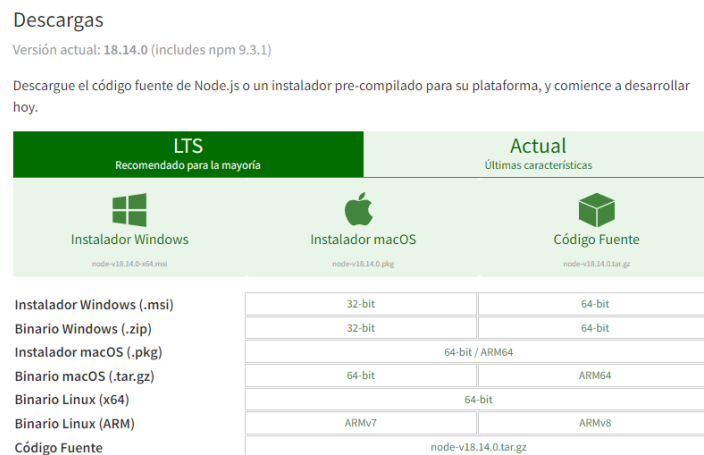 Descargas
Versión actual: 18.14.0 (includes npm 9.3.1)
Descargue el código fuente de Node.js o un instalador pre-compilado para su plataforma, y comience a desarrollar
hoy.
LTS
Recomendado para la mayoría
Actual
Últimas características
Instalador Windows
node-v18.14.0-x64.msi
Instalador macOS
node-v18.14.0.pkg
Código Fuente
node-v18.14.0.tar.gz
Instalador Windows (.msi) 32-bit 64-bit
Binario Windows (.zip) 32-bit 64-bit
Instalador macOS (.pkg) 64-bit / ARM64
Binario macOS (.tar.gz) 64-bit ARM64
Binario Linux (x64) 64-bit
Binario Linux (ARM) ARMv7 ARMv8
Código Fuente node-v18.14.0.tar.gz